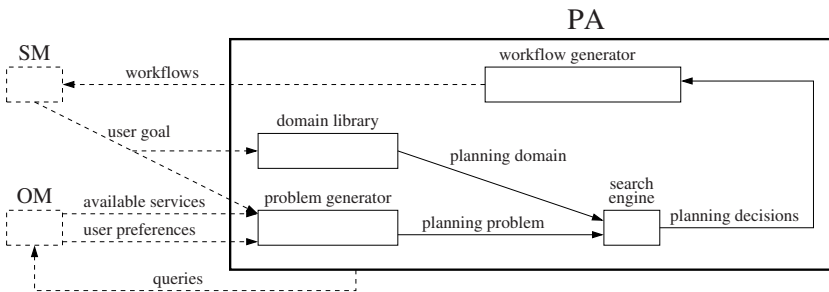 PA
SM
workflow generator
workflows
user goal
domain library
planning domain
search
engine
OM
available services
problem generator
planning problem
planning decisions
user preferences
queries